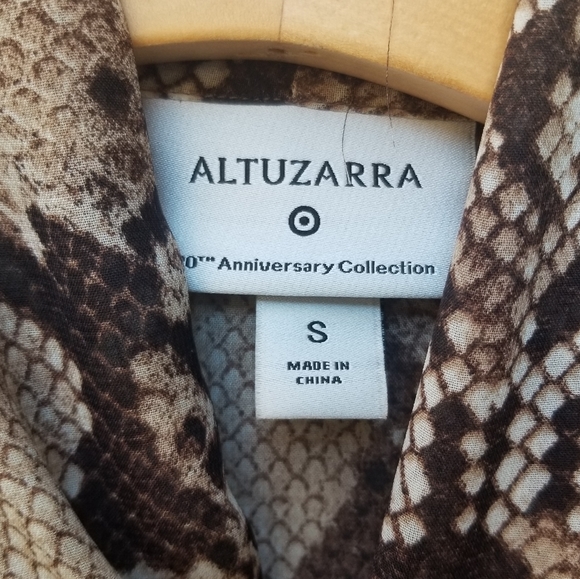 ALTUZARRA
0TH Anniversary Collection
S
MADE IN
CHINA